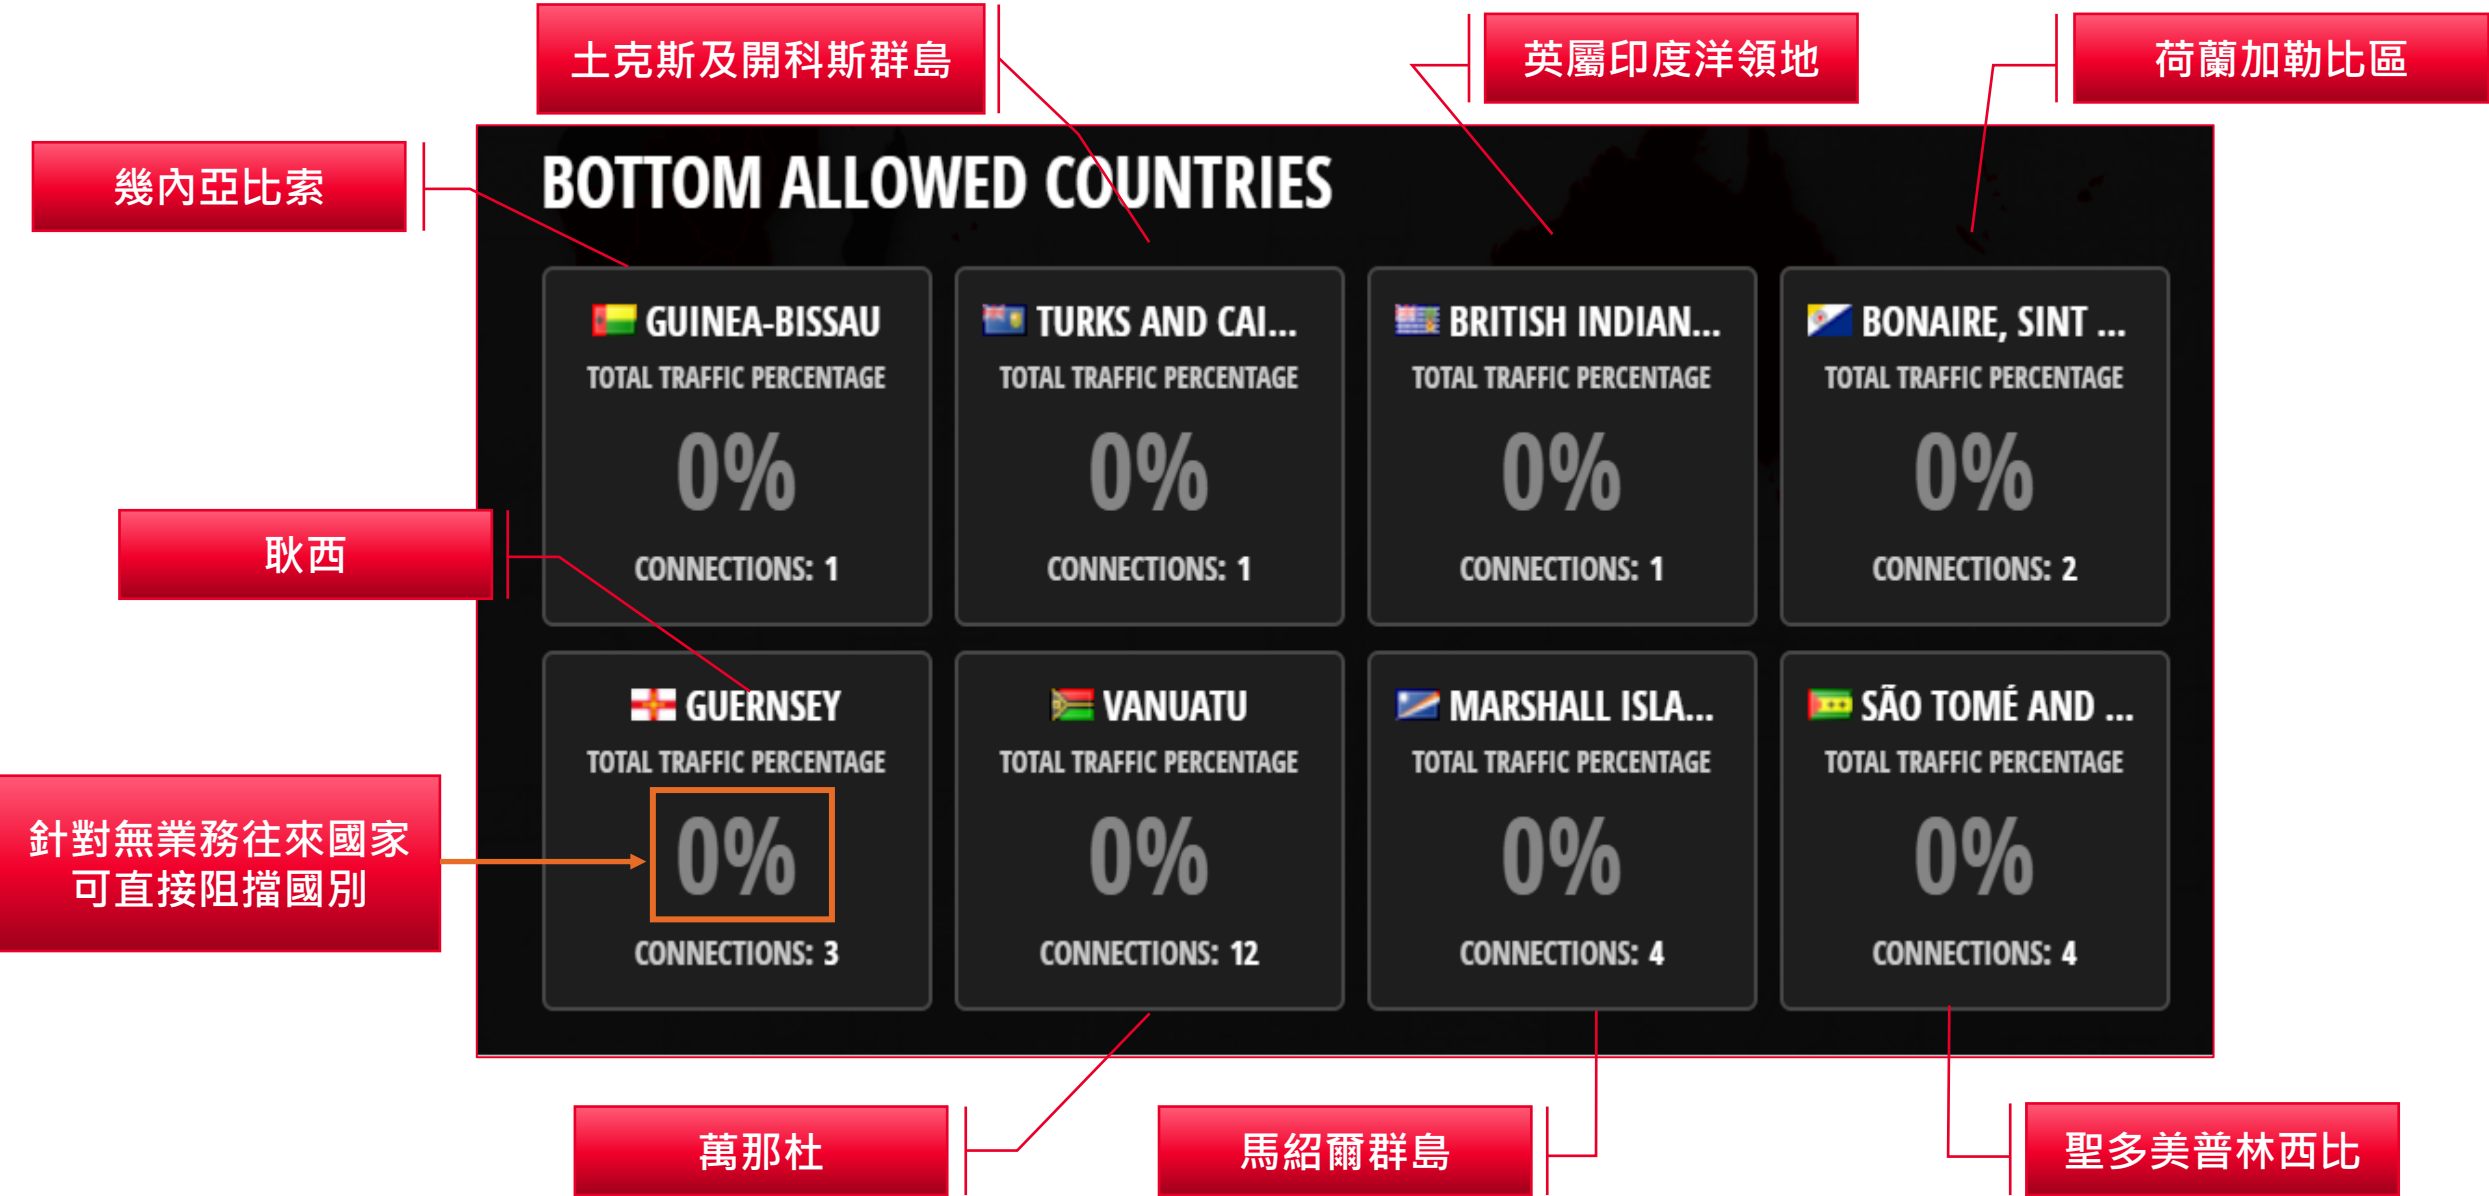 土克斯及開科斯群島
英屬印度洋領地
荷蘭加勒比區
幾內亞比索
BOTTOM ALLOWED COUNTRIES
GUINEA-BISSAU
TOTAL TRAFFIC PERCENTAGE
0%
CONNECTIONS: 1
TURKS AND CAI...
TOTAL TRAFFIC PERCENTAGE
0%
CONNECTIONS: 1
BRITISH INDIAN...
TOTAL TRAFFIC PERCENTAGE
0%
CONNECTIONS: 1
BONAIRE, SINT ...
TOTAL TRAFFIC PERCENTAGE
0%
CONNECTIONS: 2
耿西
GUERNSEY
TOTAL TRAFFIC PERCENTAGE
0%
CONNECTIONS: 3
VANUATU
TOTAL TRAFFIC PERCENTAGE
0%
CONNECTIONS: 12
MARSHALL ISLA...
TOTAL TRAFFIC PERCENTAGE
0%
CONNECTIONS: 4
SÃO TOMÉ AND ...
TOTAL TRAFFIC PERCENTAGE
0%
CONNECTIONS: 4
針對無業務往來國家
可直接阻擋國別
萬那杜
馬紹爾群島
聖多美普林西比